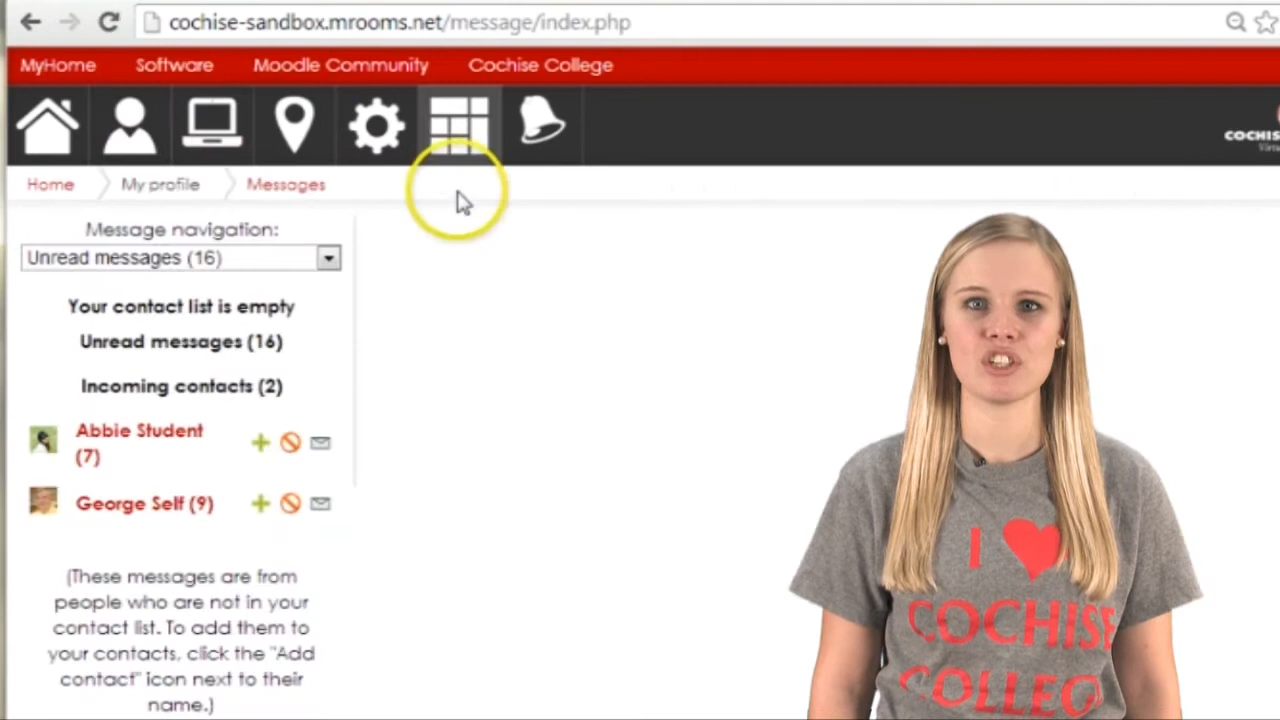 cochise-sandbox.mrooms.net/message/index.php
MyHome Software Moodle Community Cochise College
COCHIS
Home My profile Messages
Message navigation:
Unread messages (16)
Your contact list is empty
Unread messages (16)
Incoming contacts (2)
Abbie Student
(7)
George Self (9)
(These messages are from
people who are not in your
contact list. To add them to
your contacts, click the "Add
contact" icon next to their
name.)
I
COCHISE
COLLEG